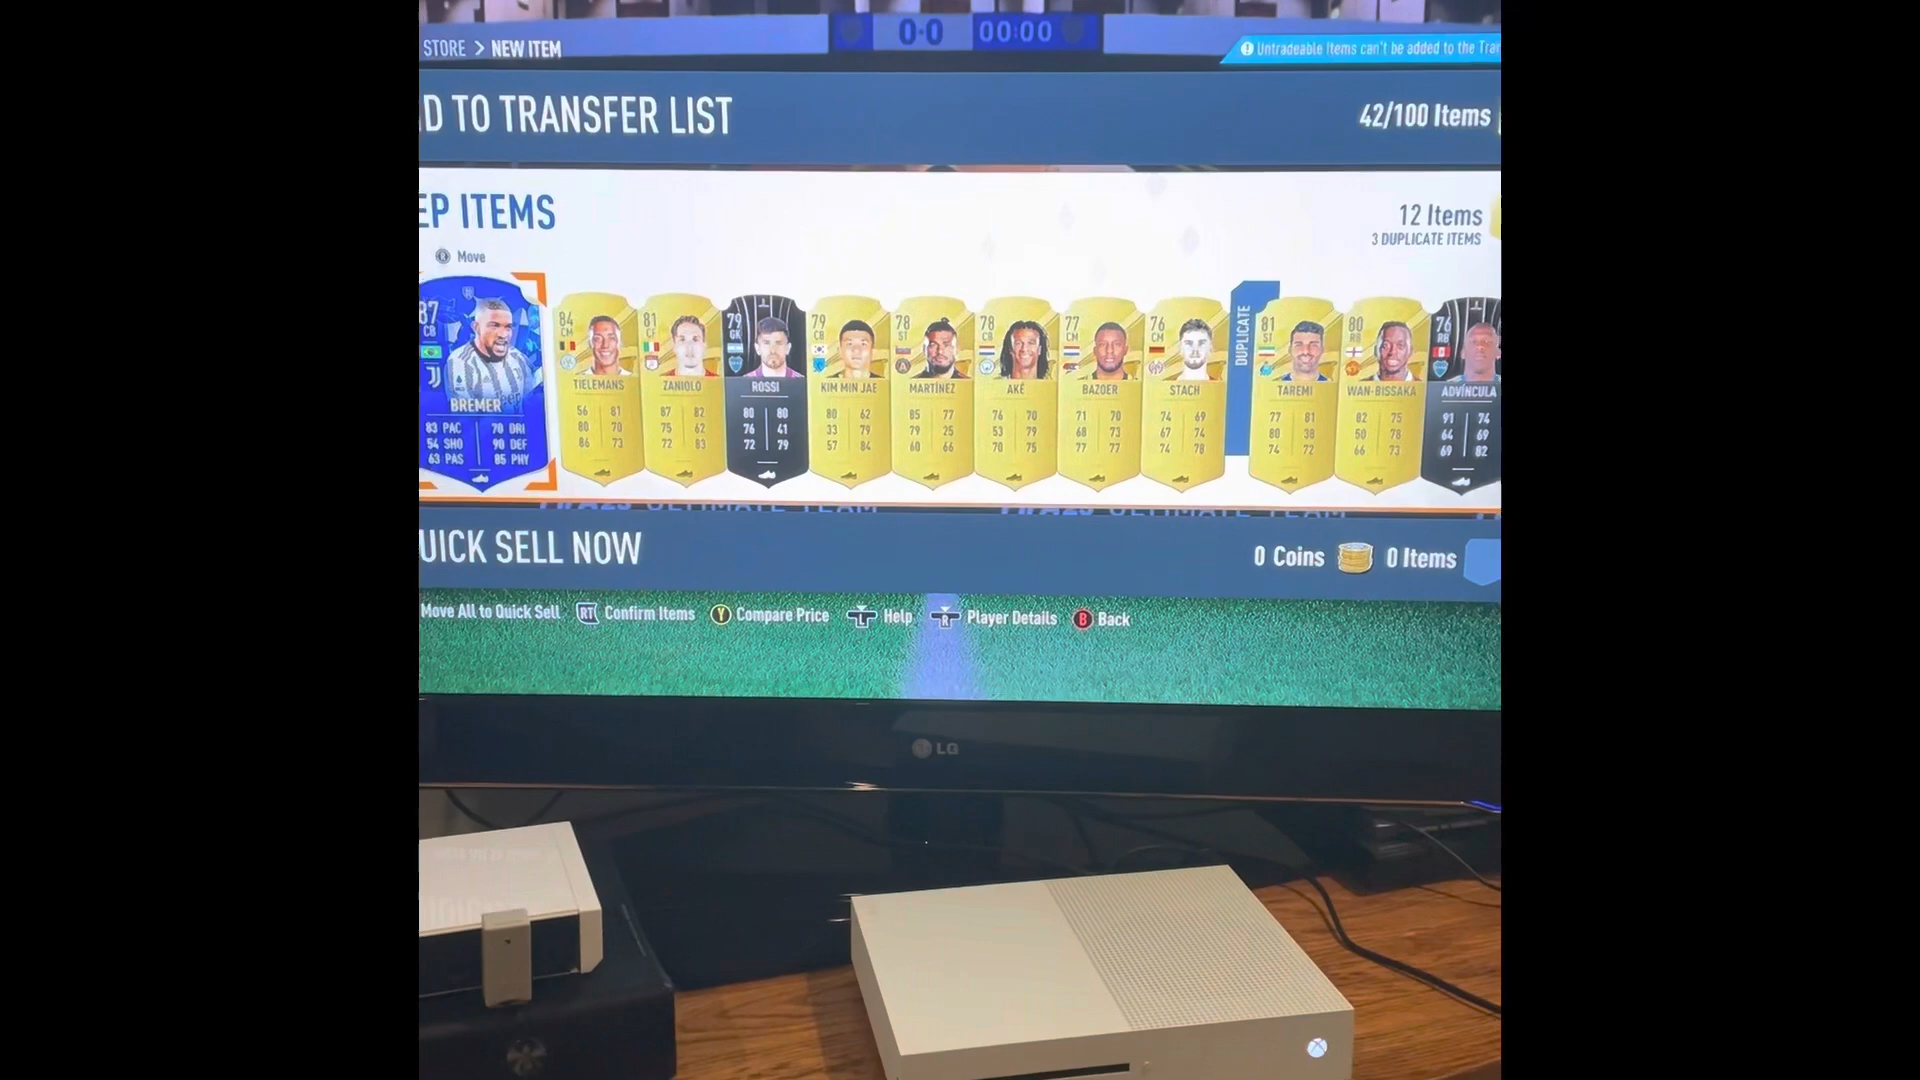 0-0 00:00
STORE > NEW ITEM
Untradeable Items can't be added to the Tra
D TO TRANSFER LIST
42/100 Items
EP ITEMS
12 Items
3 DUPLICATE ITEMS
R Move
87
CB
BREMER
83 PAC 70 DRI
54 SHO 90 DEF
63 PAS 85 PHY
84
CM
TIELEMANS
56 81
80 70
86 73
81
CF
ZANIOLO
87 82
75 62
72 83
79
GK
ROSSI
80 80
76 41
72 79
79
CB
KIM MIN JAE
80 62
33 79
57 84
78
ST
MARTÍNEZ
85 77
79 25
60 66
78
CB
AKÉ
76 70
53 79
70 75
77
CM
BAZOER
71 70
68 73
77 77
76
CM
STACH
74 69
67 74
74 78
DUPLICATE
81
ST
TAREMI
77 81
80 38
74 72
80
RB
WAN-BISSAKA
82 75
50 78
66 73
76
RB
ADVÍNCULA
91 74
64 69
69 82
FIFA23 ULTIMATE TEAM FIFA23 ULTIMATE TEAM
UICK SELL NOW
0 Coins 0 Items
Move All to Quick Sell RT Confirm Items Y Compare Price L Help R Player Details B Back
LG